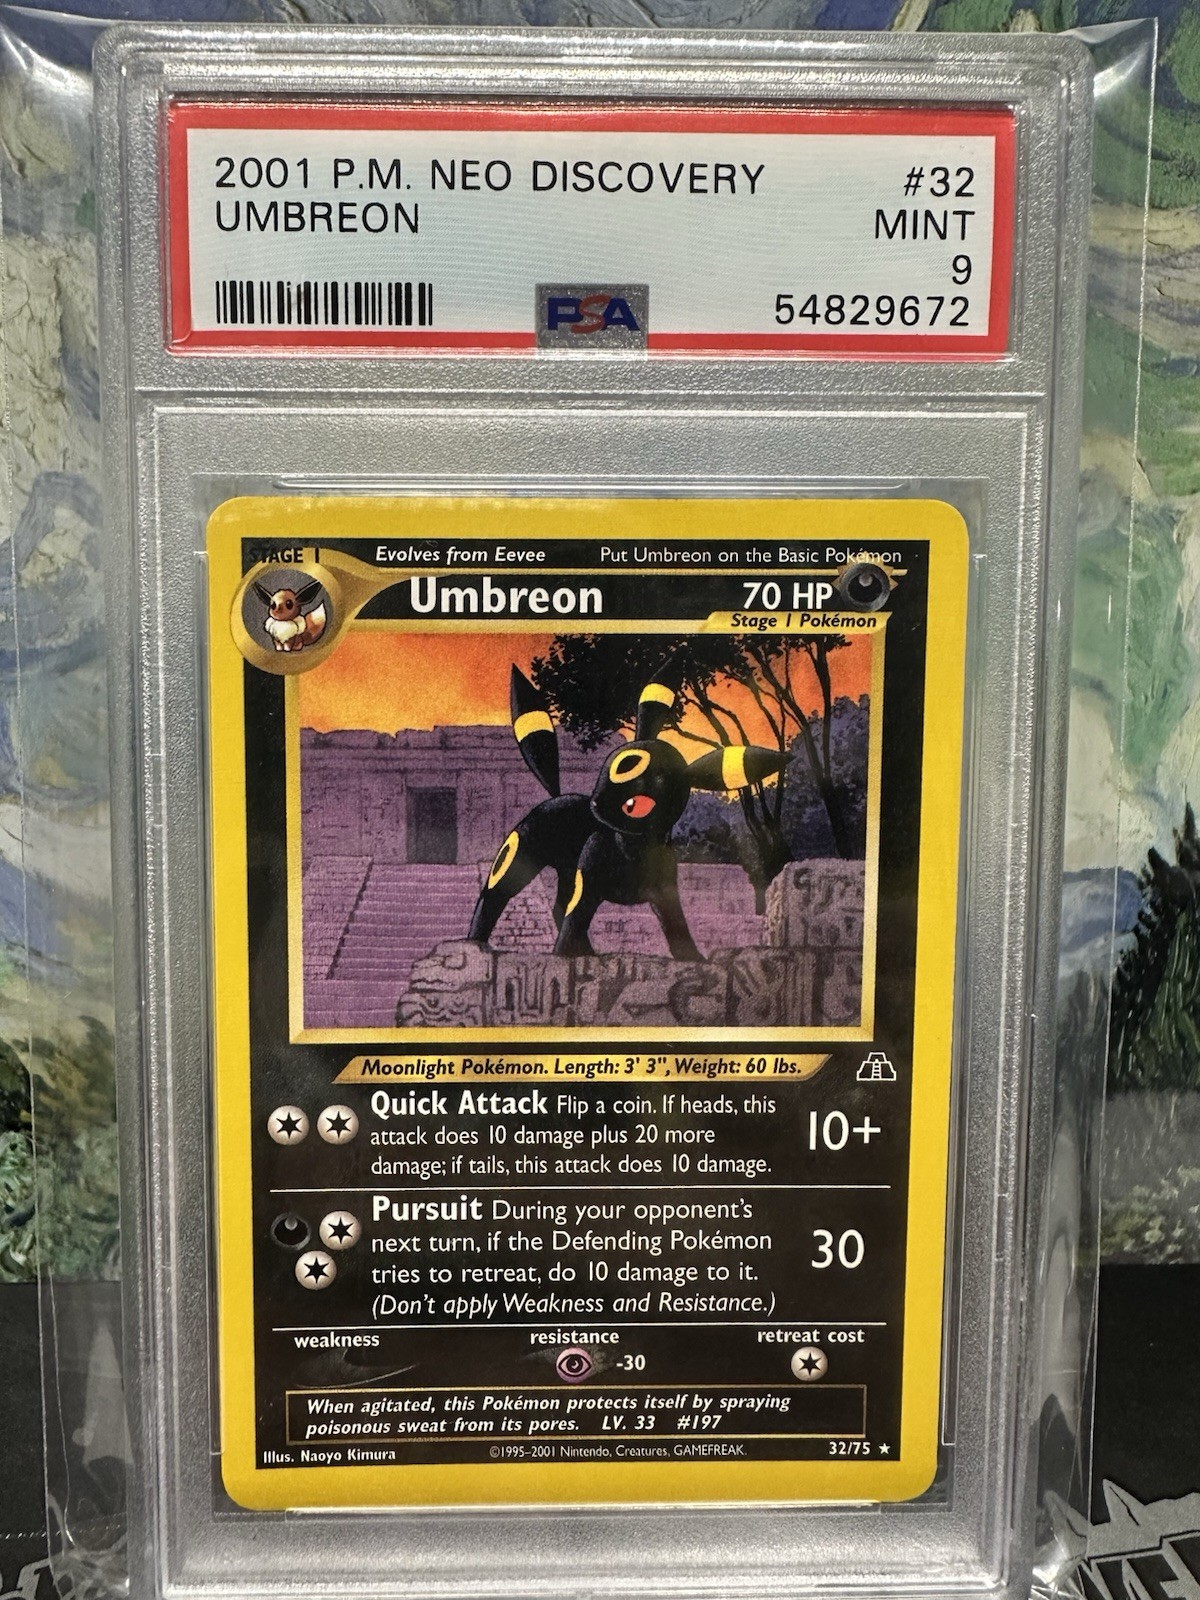 2001 P.M. NEO DISCOVERY #32
UMBREON MINT
9
PSA 54829672
STAGE 1 Evolves from Eevee Put Umbreon on the Basic Pokémon
Umbreon 70 HP
Stage 1 Pokémon
Moonlight Pokémon. Length: 3' 3", Weight: 60 lbs.
Quick Attack Flip a coin. If heads, this
attack does 10 damage plus 20 more 10+
damage; if tails, this attack does 10 damage.
Pursuit During your opponent's
next turn, if the Defending Pokémon 30
tries to retreat, do 10 damage to it.
(Don't apply Weakness and Resistance.)
weakness resistance retreat cost
-30
When agitated, this Pokémon protects itself by spraying
poisonous sweat from its pores. LV. 33 #197
Illus. Naoyo Kimura ©1995-2001 Nintendo, Creatures, GAMEFREAK. 32/75 ★